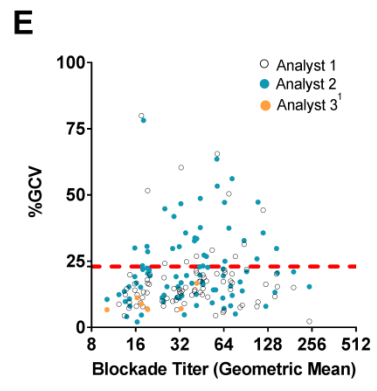 E
100
75
50
25
0
%GCV
Analyst 1
Analyst 2
Analyst 3¹
8 16 32 64 128 256 512
Blockade Titer (Geometric Mean)